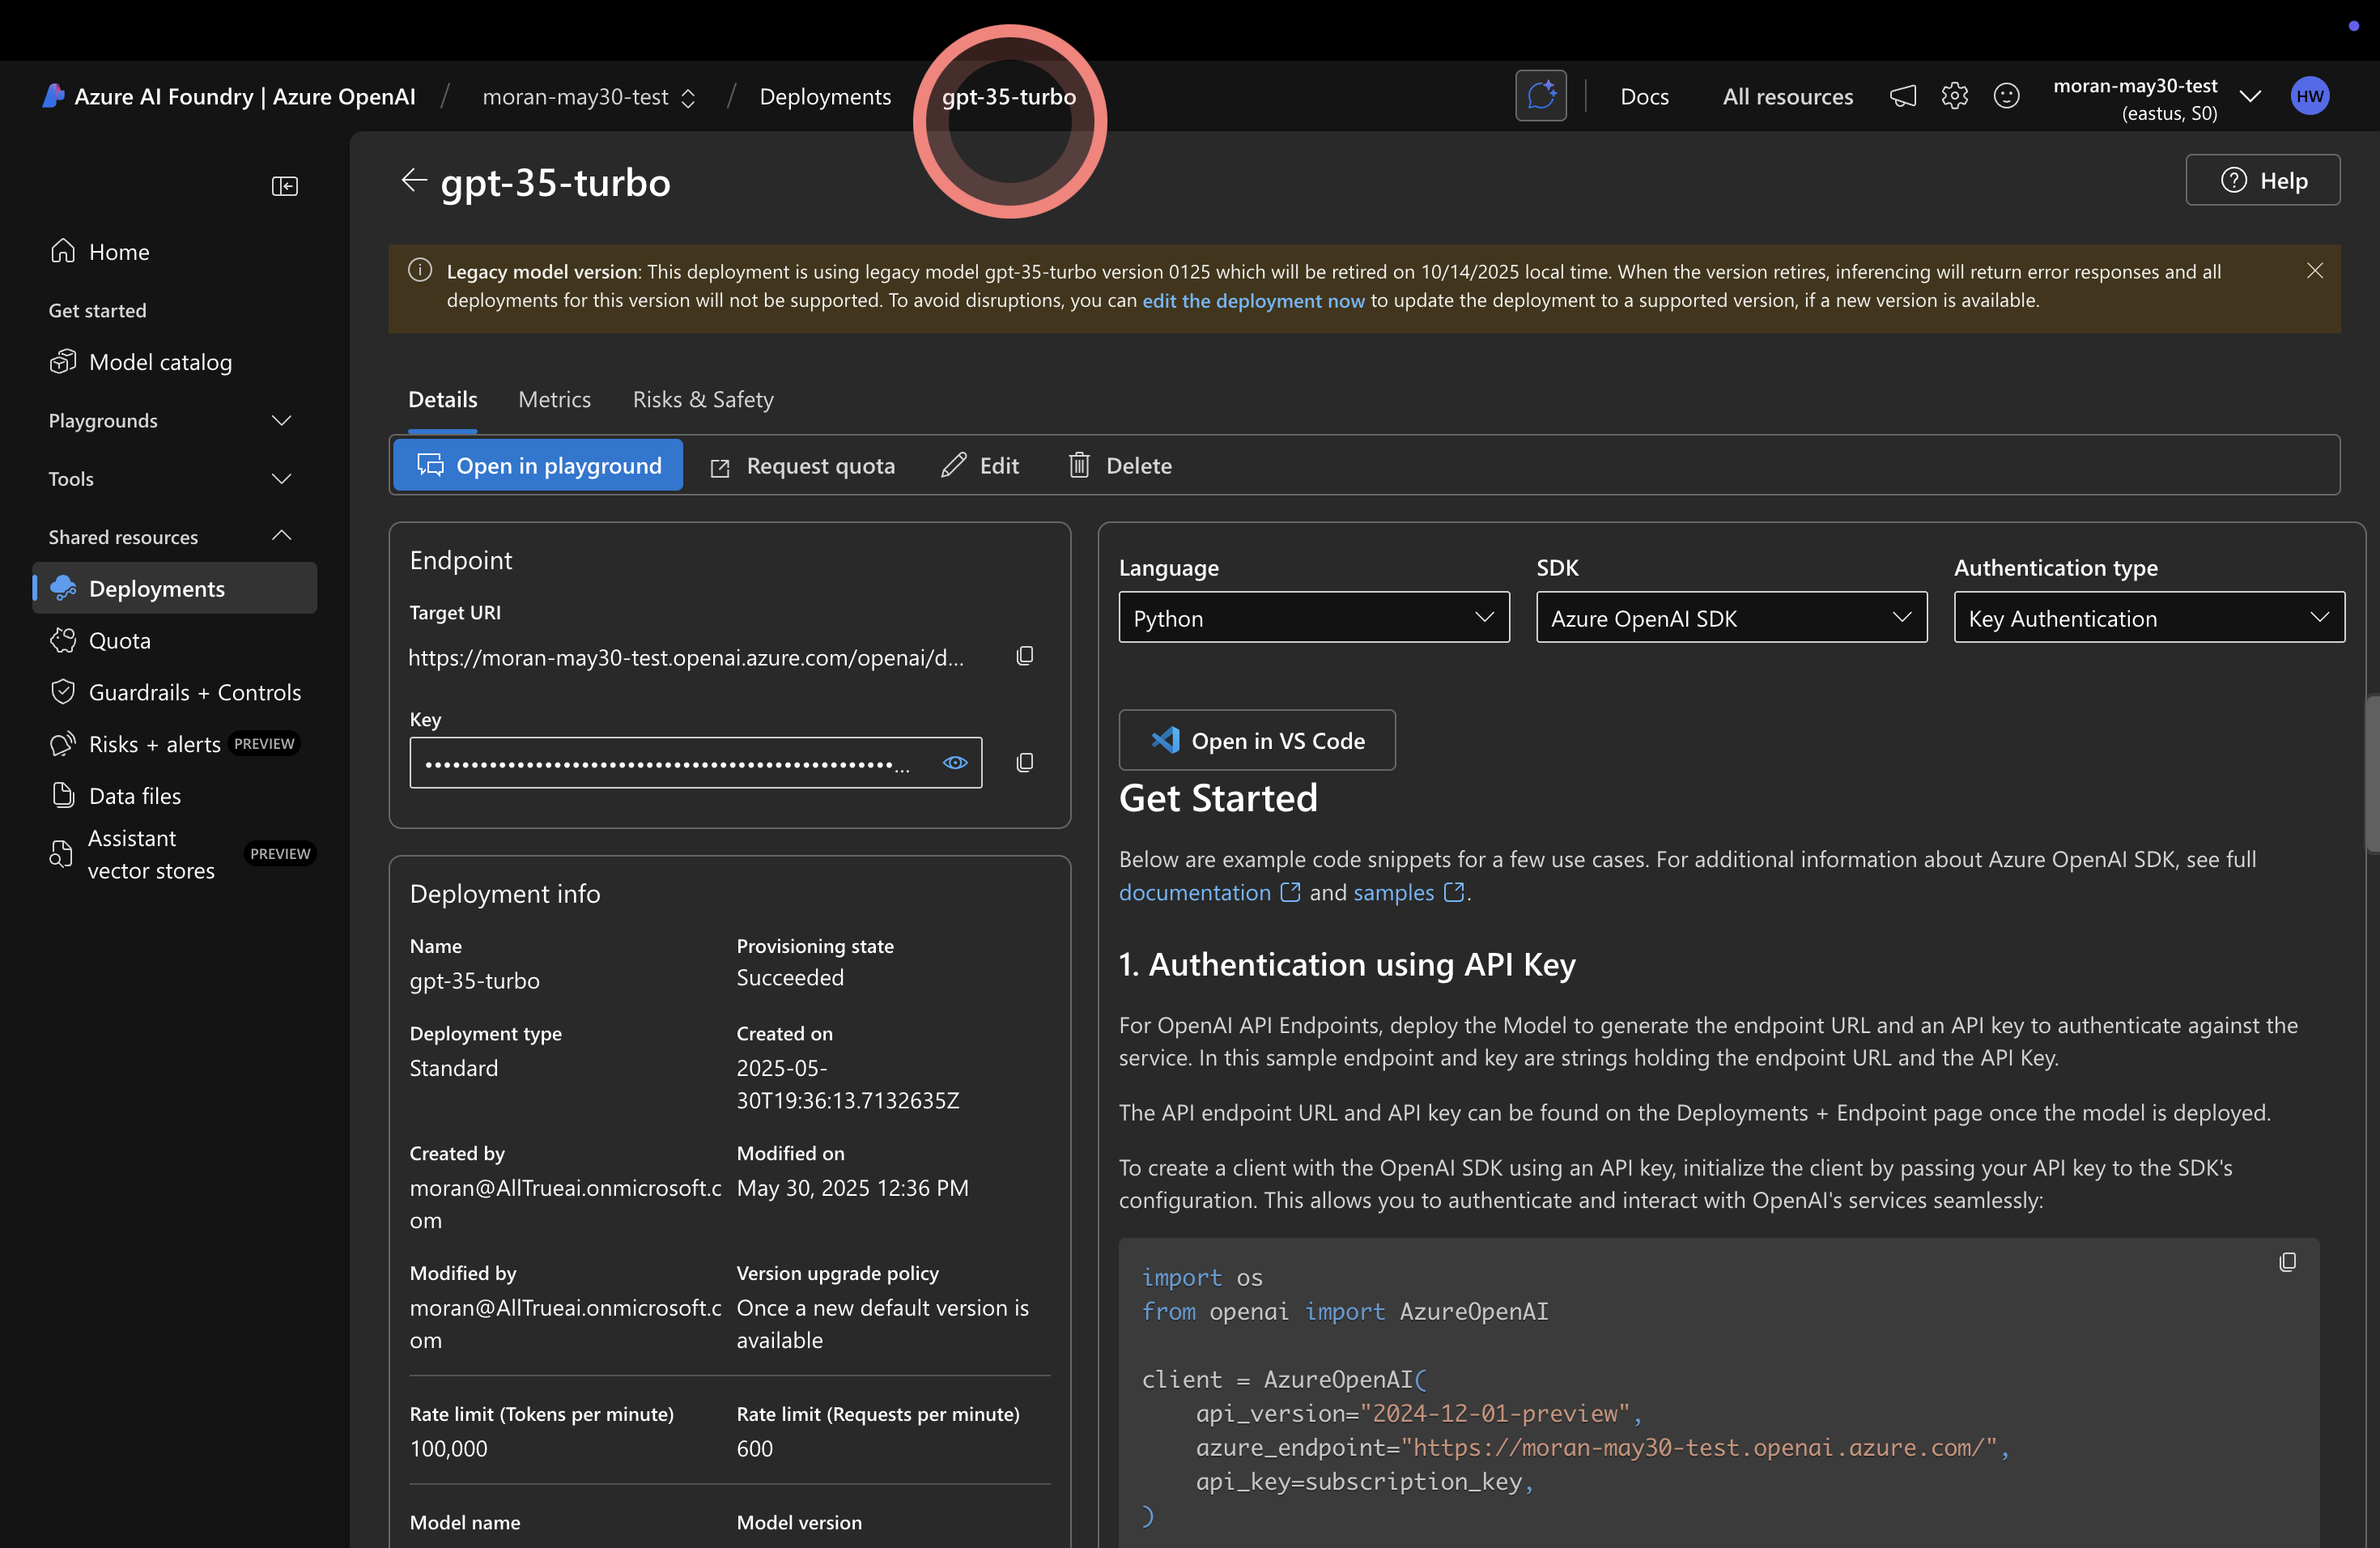 Azure AI Foundry | Azure OpenAI / moran-may30-test / Deployments gpt-35-turbo
Docs All resources moran-may30-test
(eastus, S0)
HW
Home
Get started
Model catalog
Playgrounds
Tools
Shared resources
Deployments
Quota
Guardrails + Controls
Risks + alerts PREVIEW
Data files
Assistant
vector stores PREVIEW
gpt-35-turbo
Help
Legacy model version: This deployment is using legacy model gpt-35-turbo version 0125 which will be retired on 10/14/2025 local time. When the version retires, inferencing will return error responses and all
deployments for this version will not be supported. To avoid disruptions, you can edit the deployment now to update the deployment to a supported version, if a new version is available.
Details Metrics Risks & Safety
Open in playground Request quota Edit Delete
Endpoint
Target URI
https://moran-may30-test.openai.azure.com/openai/d...
Key
Deployment info
Name
gpt-35-turbo
Provisioning state
Succeeded
Deployment type
Standard
Created on
2025-05-
30T19:36:13.7132635Z
Created by
moran@AllTrueai.onmicrosoft.c
om
Modified on
May 30, 2025 12:36 PM
Modified by
moran@AllTrueai.onmicrosoft.c
om
Version upgrade policy
Once a new default version is
available
Rate limit (Tokens per minute)
100,000
Rate limit (Requests per minute)
600
Model name
Model version
Language
Python
SDK
Azure OpenAI SDK
Authentication type
Key Authentication
Open in VS Code
Get Started
Below are example code snippets for a few use cases. For additional information about Azure OpenAI SDK, see full
documentation and samples .
1. Authentication using API Key
For OpenAI API Endpoints, deploy the Model to generate the endpoint URL and an API key to authenticate against the
service. In this sample endpoint and key are strings holding the endpoint URL and the API Key.
The API endpoint URL and API key can be found on the Deployments + Endpoint page once the model is deployed.
To create a client with the OpenAI SDK using an API key, initialize the client by passing your API key to the SDK's
configuration. This allows you to authenticate and interact with OpenAI's services seamlessly:
import os
from openai import AzureOpenAI
client = AzureOpenAI(
api_version="2024-12-01-preview",
azure_endpoint="https://moran-may30-test.openai.azure.com/",
api_key=subscription_key,
)